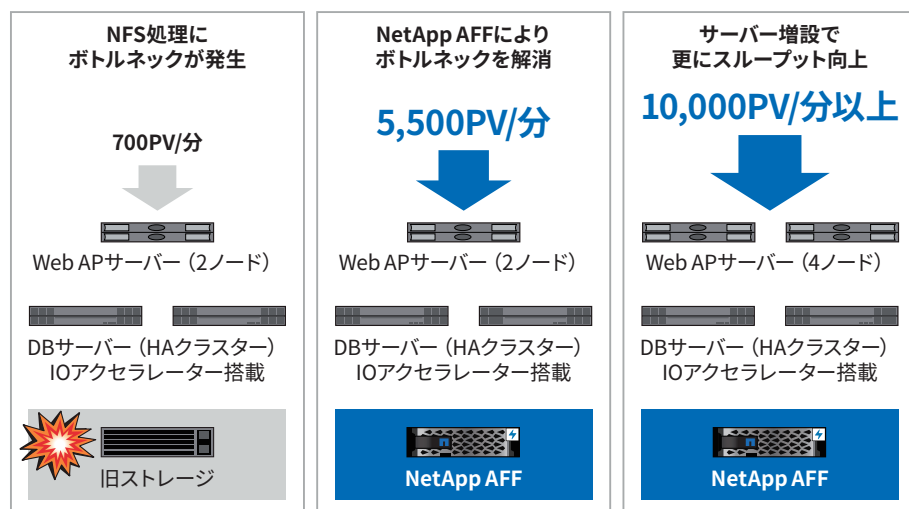 NFS処理に
ボトルネックが発生
700PV/分
Web APサーバー（2ノード）
DBサーバー（HAクラスター）
IOアクセラレーター搭載
旧ストレージ
NetApp AFFにより
ボトルネックを解消
5,500PV/分
Web APサーバー（2ノード）
DBサーバー（HAクラスター）
IOアクセラレーター搭載
NetApp AFF
サーバー増設で
更にスループット向上
10,000PV/分以上
Web APサーバー（4ノード）
DBサーバー（HAクラスター）
IOアクセラレーター搭載
NetApp AFF